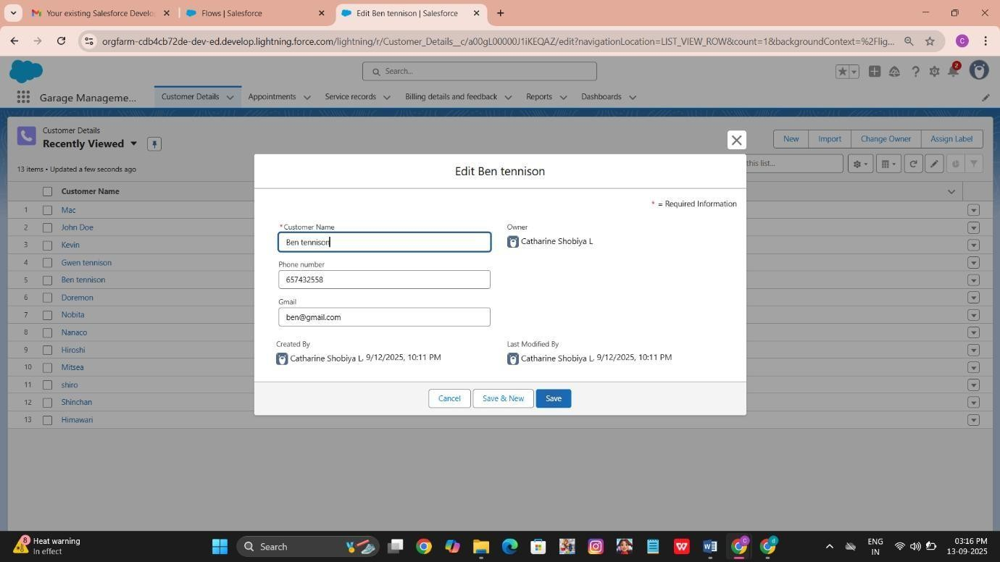 Your existing Salesforce Develo
Flows | Salesforce
Edit Ben tennison | Salesforce
orgfarm-cdb4cb72de-dev-ed.develop.lightning.force.com/lightning/r/Customer_Details__c/a00gL00000J1iKEQAZ/edit?navigationLocation=LIST_VIEW_ROW&count=1&backgroundContext=%2Flig...
C
Search...
2
Garage Manageme...
Customer Details
Appointments
Service records
Billing details and feedback
Reports
Dashboards
Customer Details
Recently Viewed
New
Import
Change Owner
Assign Label
13 items • Updated a few seconds ago
this list...
Customer Name
1 Mac
2 John Doe
3 Kevin
4 Gwen tennison
5 Ben tennison
6 Doremon
7 Nobita
8 Nanaco
9 Hiroshi
10 Mitsea
11 shiro
12 Shinchan
13 Himawari
Edit Ben tennison
* = Required Information
*Customer Name
Ben tennison
Owner
Catharine Shobiya L
Phone number
657432558
Gmail
ben@gmail.com
Created By
Catharine Shobiya L, 9/12/2025, 10:11 PM
Last Modified By
Catharine Shobiya L, 9/12/2025, 10:11 PM
Cancel
Save & New
Save
8
Heat warning
In effect
Search
W
C
d
ENG
IN
03:16 PM
13-09-2025